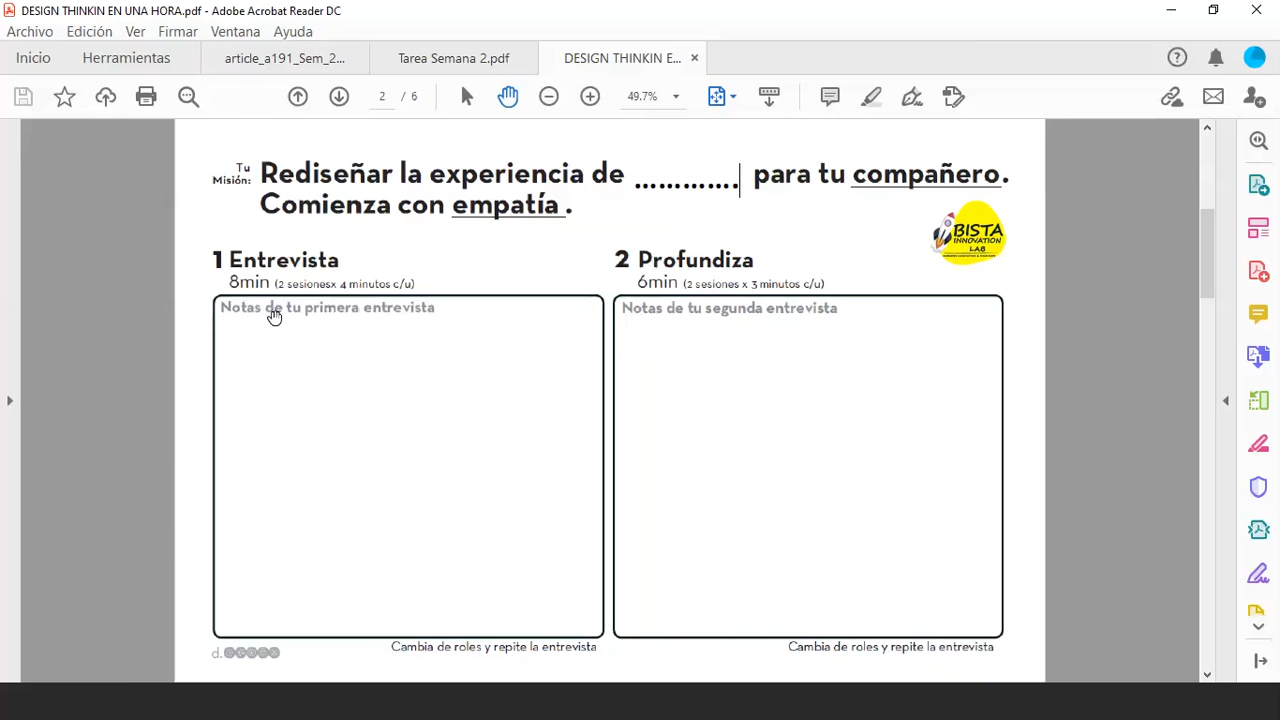 DESIGN THINKIN EN UNA HORA.pdf - Adobe Acrobat Reader DC
Archivo Edición Ver Firmar Ventana Ayuda
Inicio Herramientas article_a191_Sem_2... Tarea Semana 2.pdf DESIGN THINKIN E...
2 / 6 49.7%
Tu
Misión:
Rediseñar la experiencia de ............. para tu compañero.
Comienza con empatía .
BISTA
INNOVATION
LAB
1 Entrevista
8min (2 sesionesx 4 minutos c/u)
Notas de tu primera entrevista
Cambia de roles y repite la entrevista
2 Profundiza
6min (2 sesiones x 3 minutos c/u)
Notas de tu segunda entrevista
Cambia de roles y repite la entrevista
d.